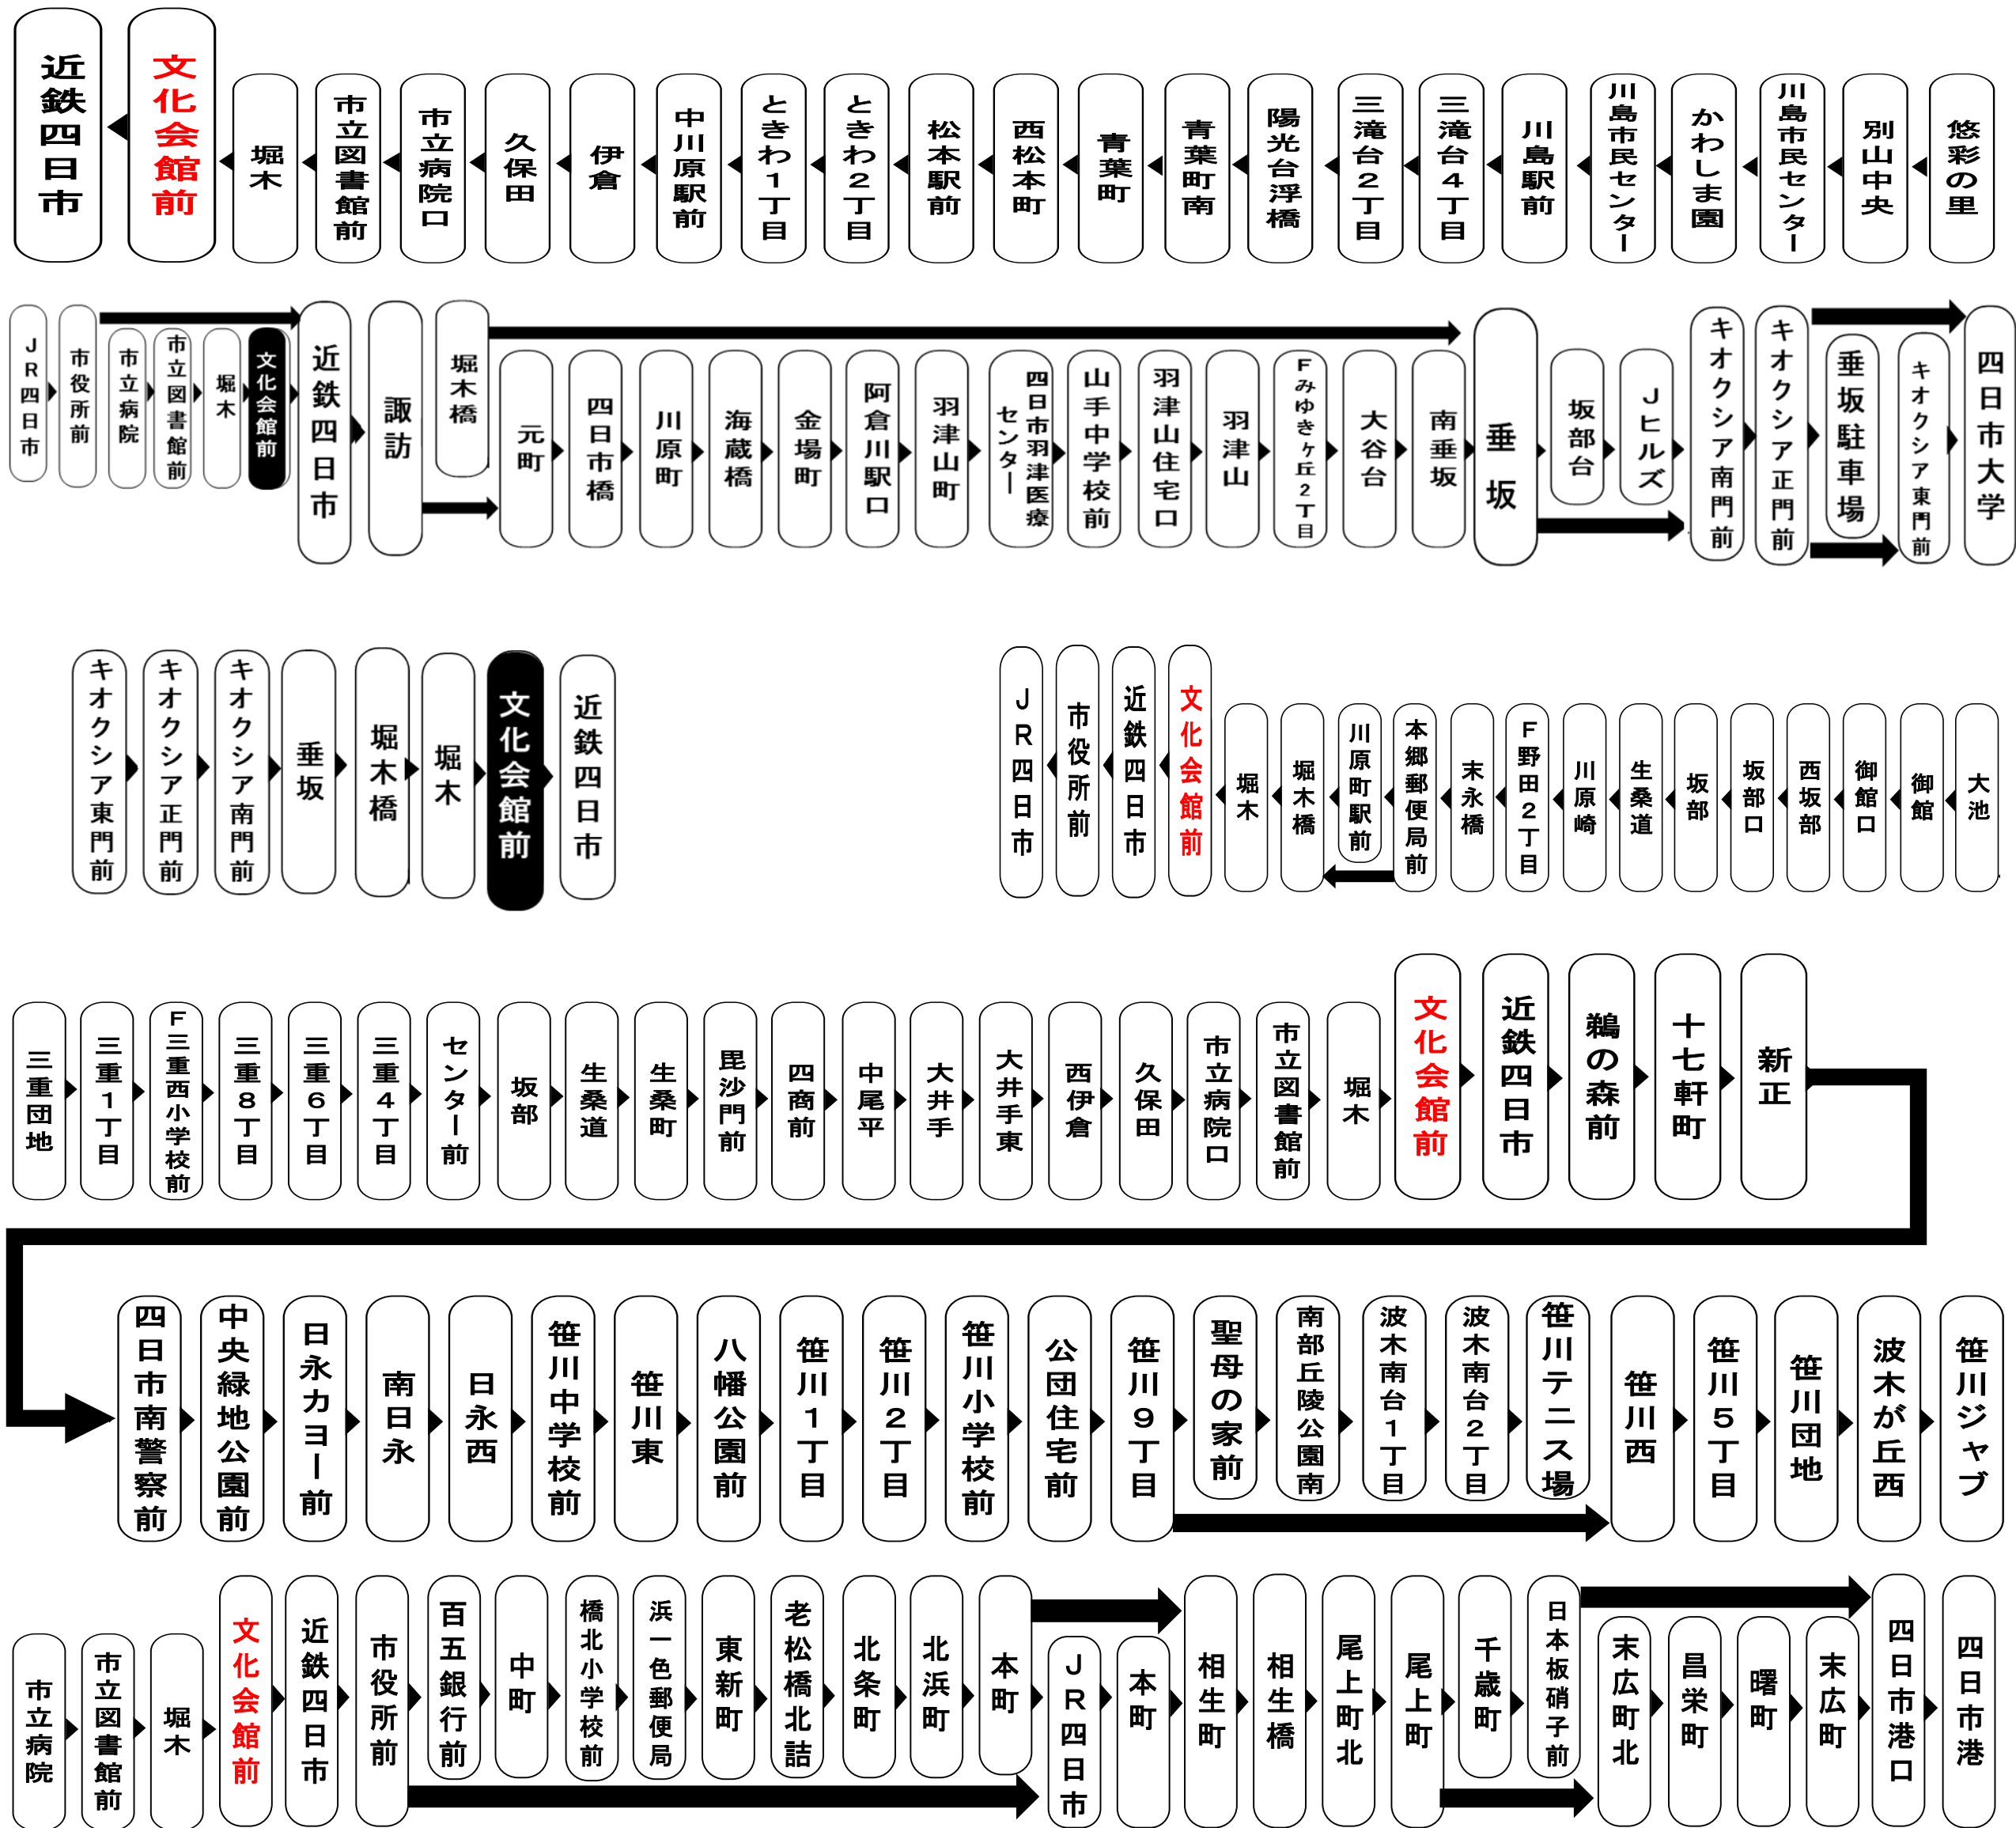 近鉄四日市
文化会館前
堀木
市立図書館前
市立病院口
久保田
伊倉
中川原駅前
ときわ1丁目
ときわ2丁目
松本駅前
西松本町
青葉町
青葉町南
陽光台浮橋
三滝台2丁目
三滝台4丁目
川島駅前
川島市民センター
かわしま園
川島市民センター
別山中央
悠彩の里
JR四日市
市役所前
市立病院
市立図書館前
堀木
文化会館前
近鉄四日市
諏訪
堀木橋
元町
四日市橋
川原町
海蔵橋
金場町
阿倉川駅口
羽津山町
四日市羽津医療
センター
山手中学校前
羽津山住宅口
羽津山
Fみゆきヶ丘2丁目
大谷台
南垂坂
垂坂
坂部台
Jヒルズ
キオクシア南門前
キオクシア正門前
垂坂駐車場
キオクシア東門前
四日市大学
キオクシア東門前
キオクシア正門前
キオクシア南門前
垂坂
堀木橋
堀木
文化会館前
近鉄四日市
JR四日市
市役所前
近鉄四日市
文化会館前
堀木
堀木橋
川原町駅前
本郷郵便局前
末永橋
F野田2丁目
川原崎
生桑道
坂部
坂部口
西坂部
御館口
御館
大池
三重団地
三重1丁目
F三重西小学校前
三重8丁目
三重6丁目
三重4丁目
センター前
坂部
生桑道
生桑町
毘沙門前
四商前
中尾平
大井手
大井手東
西伊倉
久保田
市立病院口
市立図書館前
堀木
文化会館前
近鉄四日市
鵜の森前
十七軒町
新正
四日市南警察前
中央緑地公園前
日永カヨー前
南日永
日永西
笹川中学校前
笹川東
八幡公園前
笹川1丁目
笹川2丁目
笹川小学校前
公団住宅前
笹川9丁目
聖母の家前
南部丘陵公園南
波木南台1丁目
波木南台2丁目
笹川テニス場
笹川西
笹川5丁目
笹川団地
波木が丘西
笹川ジャブ
市立病院
市立図書館前
堀木
文化会館前
近鉄四日市
市役所前
百五銀行前
中町
橋北小学校前
浜一色郵便局
東新町
老松橋北詰
北条町
北浜町
本町
JR四日市
本町
相生町
相生橋
尾上町北
尾上町
千歳町
日本板硝子前
末広町北
昌栄町
曙町
末広町
四日市港口
四日市港